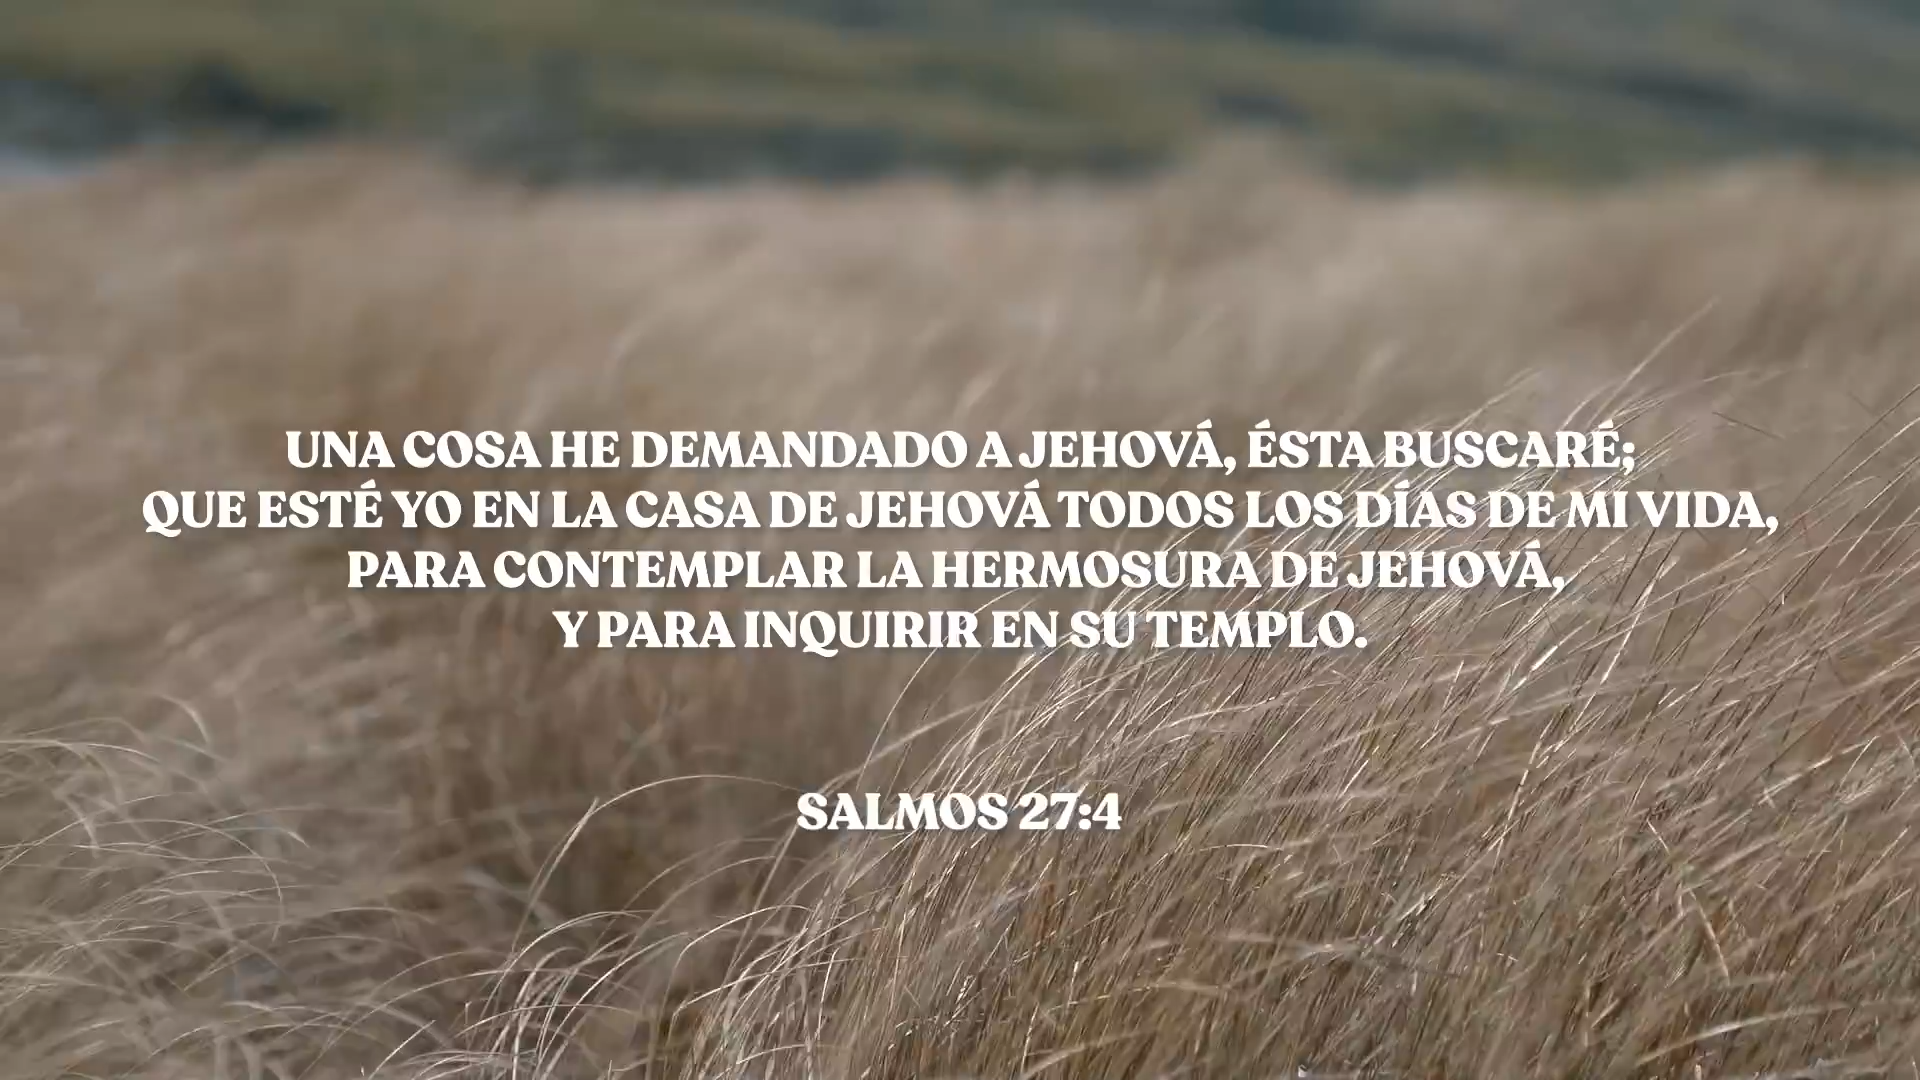 UNA COSA HE DEMANDADO A JEHOVÁ, ÉSTA BUSCARÉ;
QUE ESTÉ YO EN LA CASA DE JEHOVÁ TODOS LOS DÍAS DE MI VIDA,
PARA CONTEMPLAR LA HERMOSURA DE JEHOVÁ,
Y PARA INQUIRIR EN SU TEMPLO.
SALMOS 27:4